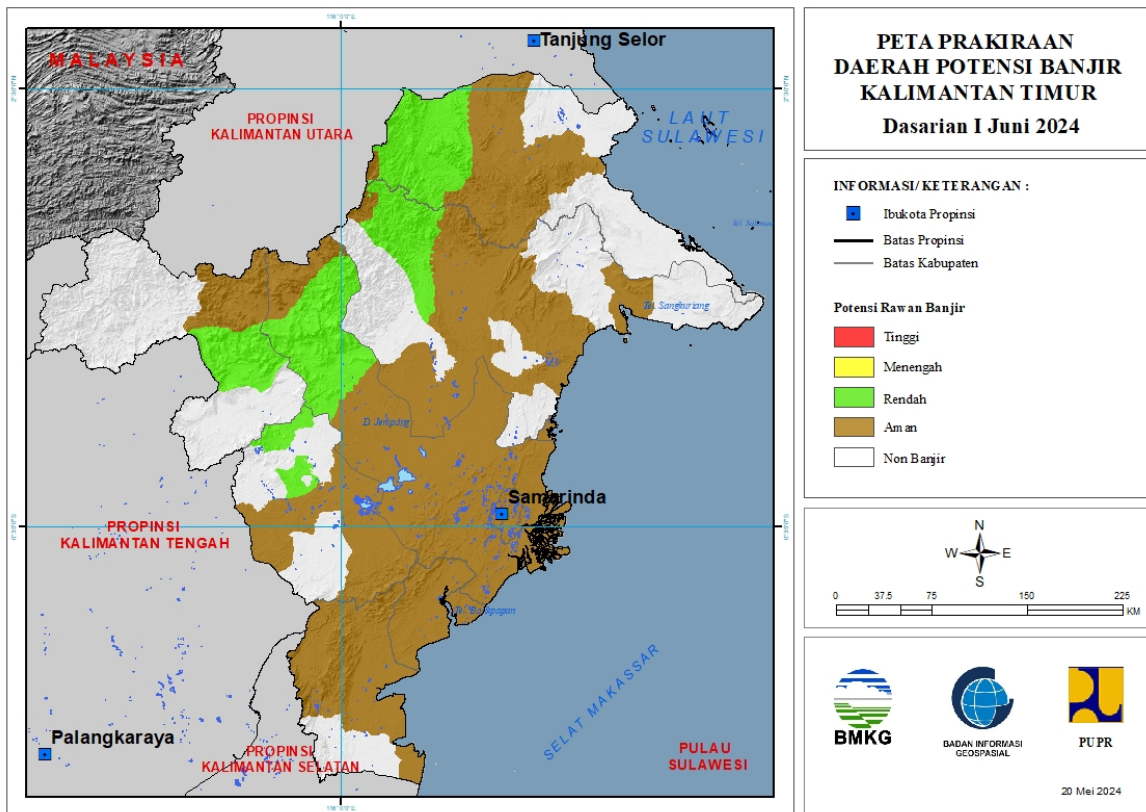 PETA PRAKIRAAN
DAERAH POTENSI BANJIR
KALIMANTAN TIMUR
Dasarian I Juni 2024
INFORMASI/ KETERANGAN :
Ibukota Propinsi
Batas Propinsi
Batas Kabupaten
Potensi Rawan Banjir
Tinggi
Menengah
Rendah
Aman
Non Banjir
N
W E
S
0 37.5 75 150 225
KM
BMKG
BADAN INFORMASI
GEOSPASIAL
PUPR
20 Mei 2024
MALAYSIA
Tanjung Selor
PROPINSI
KALIMANTAN UTARA
LAUT
SULAWESI
Tel. Sangkuriang
D. Jempang
Samarinda
PROPINSI
KALIMANTAN TENGAH
Tel. Balikpapan
SELAT MAKASSAR
Palangkaraya
PROPINSI
KALIMANTAN SELATAN
PULAU
SULAWESI